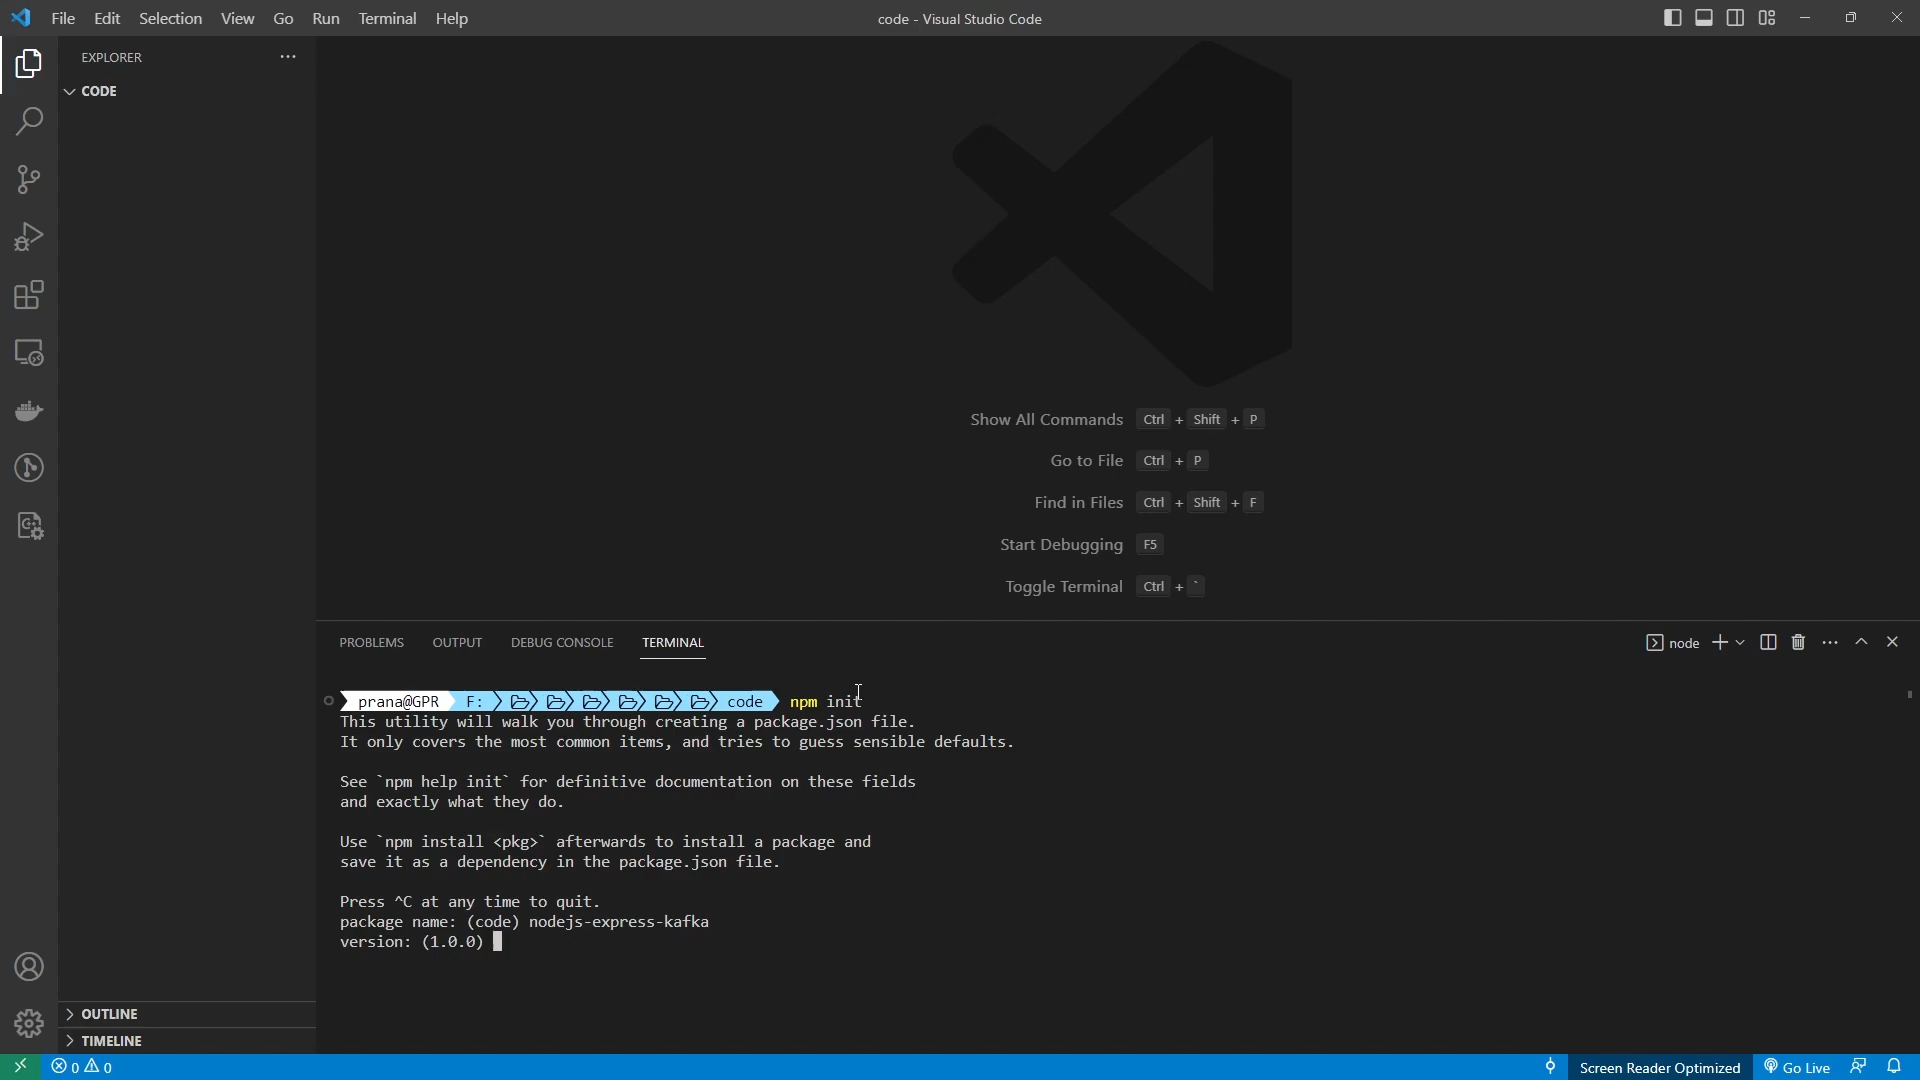 File Edit Selection View Go Run Terminal Help
code - Visual Studio Code
EXPLORER
CODE
Show All Commands Ctrl + Shift + P
Go to File Ctrl + P
Find in Files Ctrl + Shift + F
Start Debugging F5
Toggle Terminal Ctrl + `
PROBLEMS OUTPUT DEBUG CONSOLE TERMINAL
node
prana@GPR F: code npm init
This utility will walk you through creating a package.json file.
It only covers the most common items, and tries to guess sensible defaults.
See `npm help init` for definitive documentation on these fields
and exactly what they do.
Use `npm install <pkg>` afterwards to install a package and
save it as a dependency in the package.json file.
Press ^C at any time to quit.
package name: (code) nodejs-express-kafka
version: (1.0.0)
OUTLINE
TIMELINE
0 0
Screen Reader Optimized
Go Live